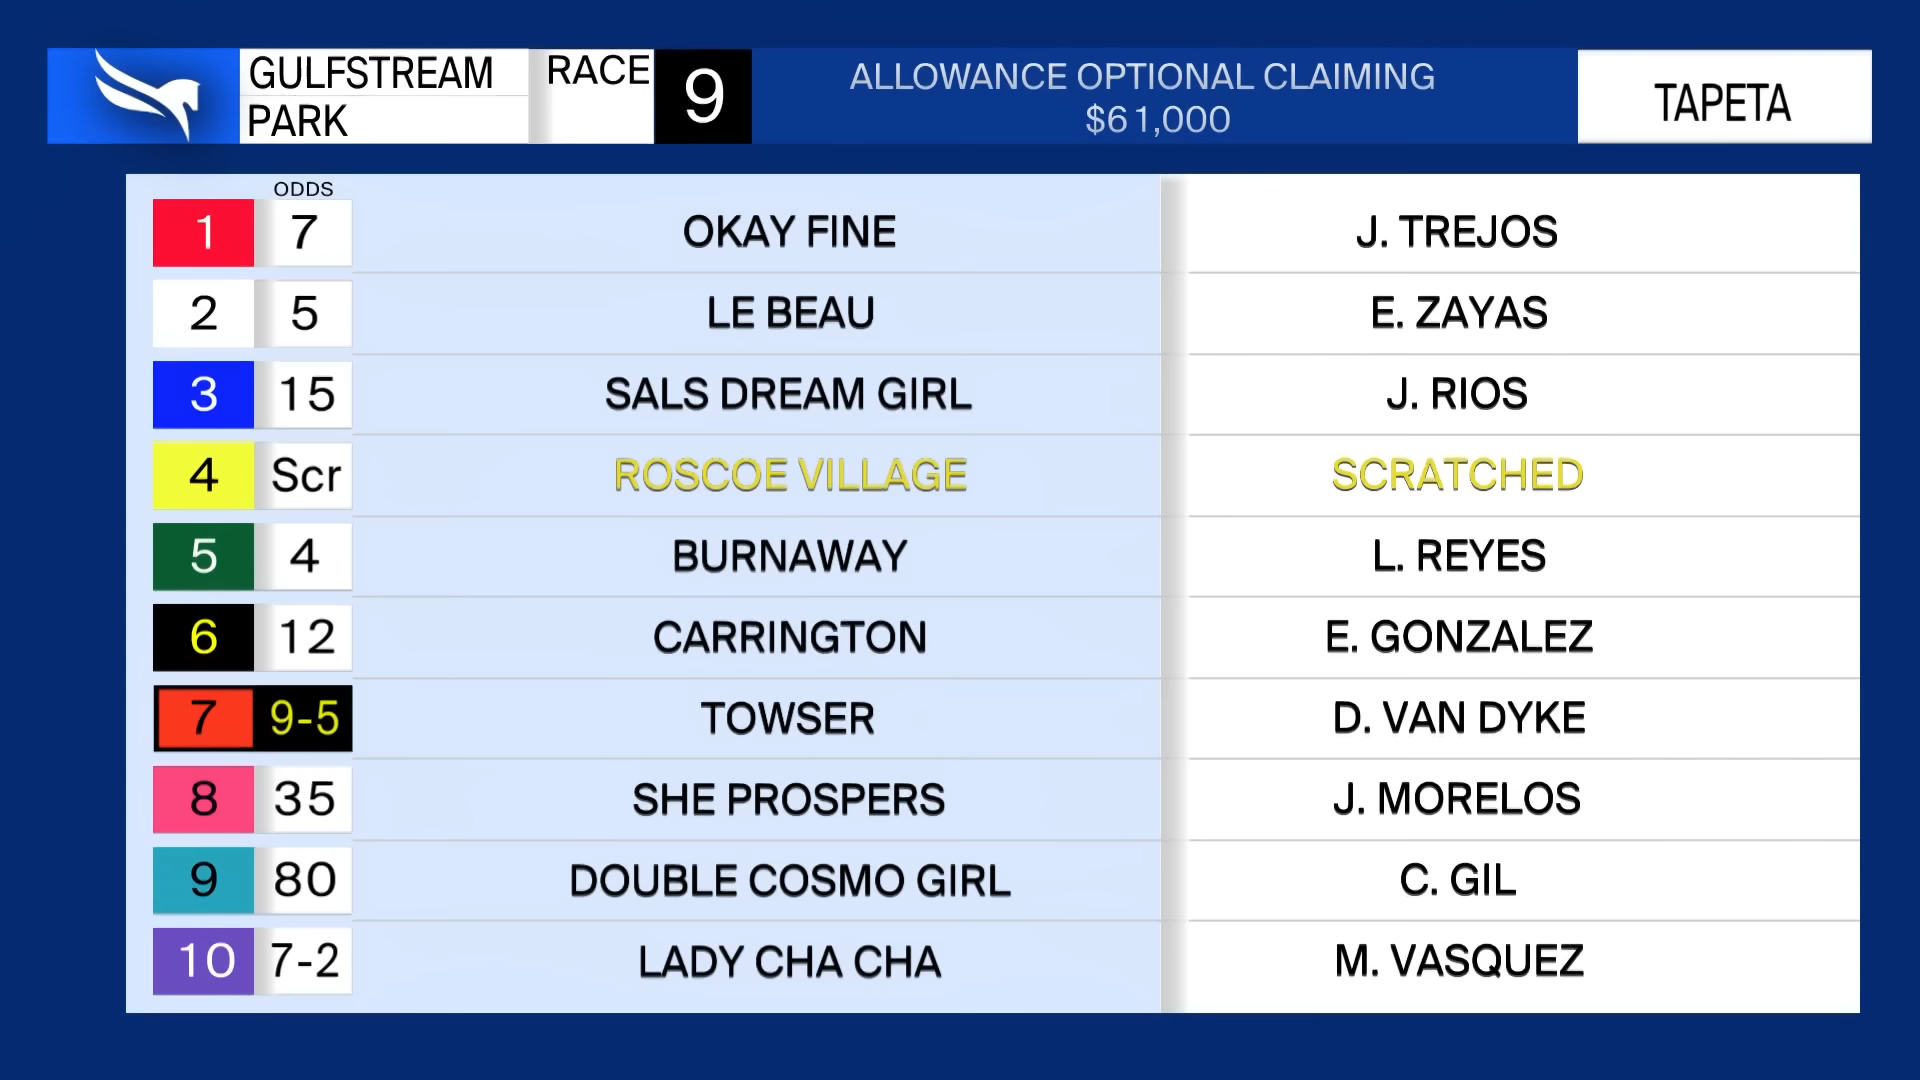 GULFSTREAM
PARK
RACE
9
ALLOWANCE OPTIONAL CLAIMING
$61,000
TAPETA
ODDS
1 7 OKAY FINE J. TREJOS
2 5 LE BEAU E. ZAYAS
3 15 SALS DREAM GIRL J. RIOS
4 Scr ROSCOE VILLAGE SCRATCHED
5 4 BURNAWAY L. REYES
6 12 CARRINGTON E. GONZALEZ
7 9-5 TOWSER D. VAN DYKE
8 35 SHE PROSPERS J. MORELOS
9 80 DOUBLE COSMO GIRL C. GIL
10 7-2 LADY CHA CHA M. VASQUEZ